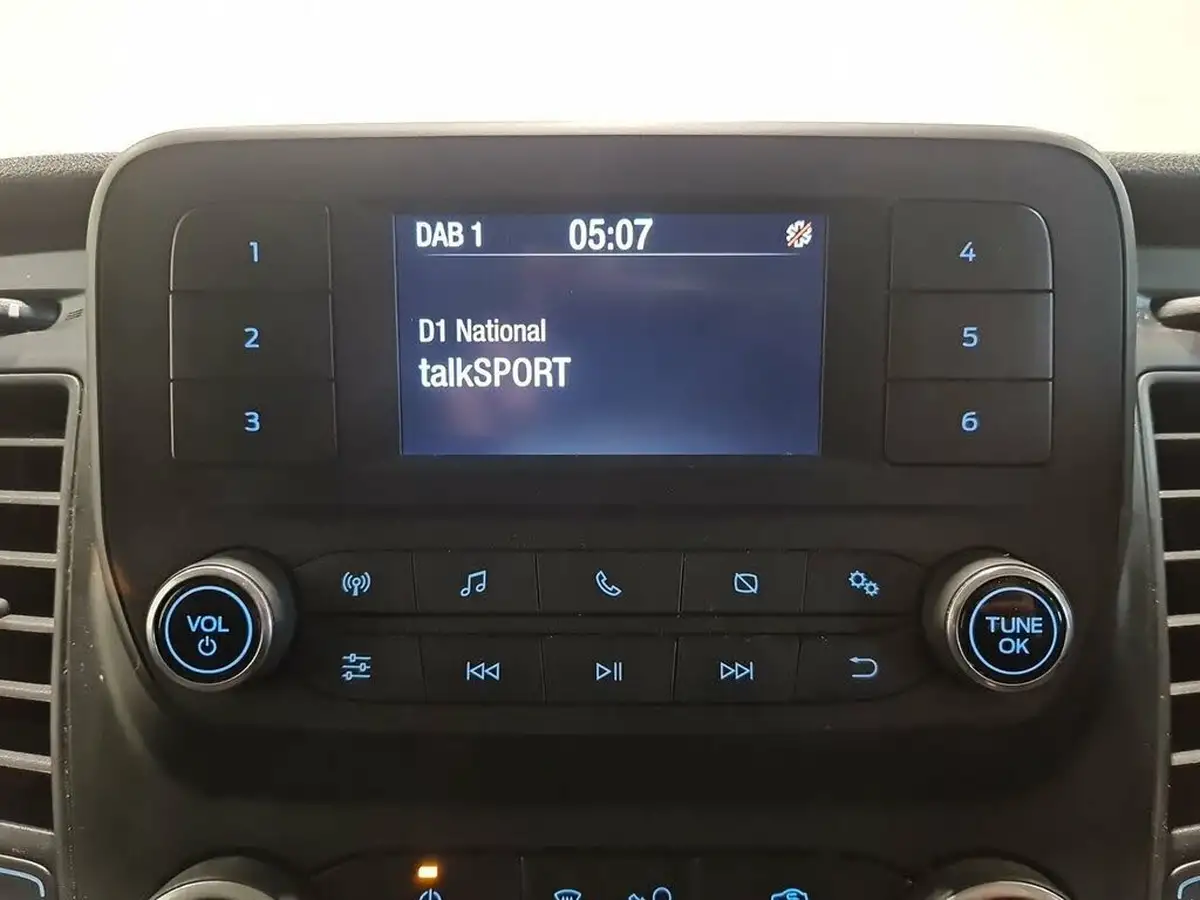 DAB 1 05:07
D1 National
talkSPORT
1
2
3
4
5
6
VOL
TUNE
OK